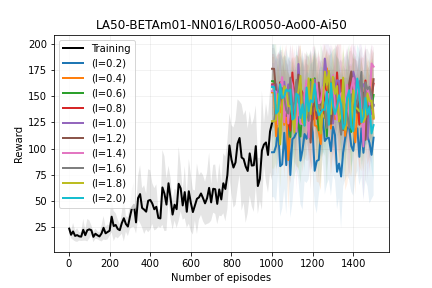 LA50-BETAm01-NN016/LR0050-Ao00-Ai50
200
175
150
125
100
75
50
25
Reward
Training
(l=0.2)
(l=0.4)
(l=0.6)
(l=0.8)
(l=1.0)
(l=1.2)
(l=1.4)
(l=1.6)
(l=1.8)
(l=2.0)
0 200 400 600 800 1000 1200 1400
Number of episodes